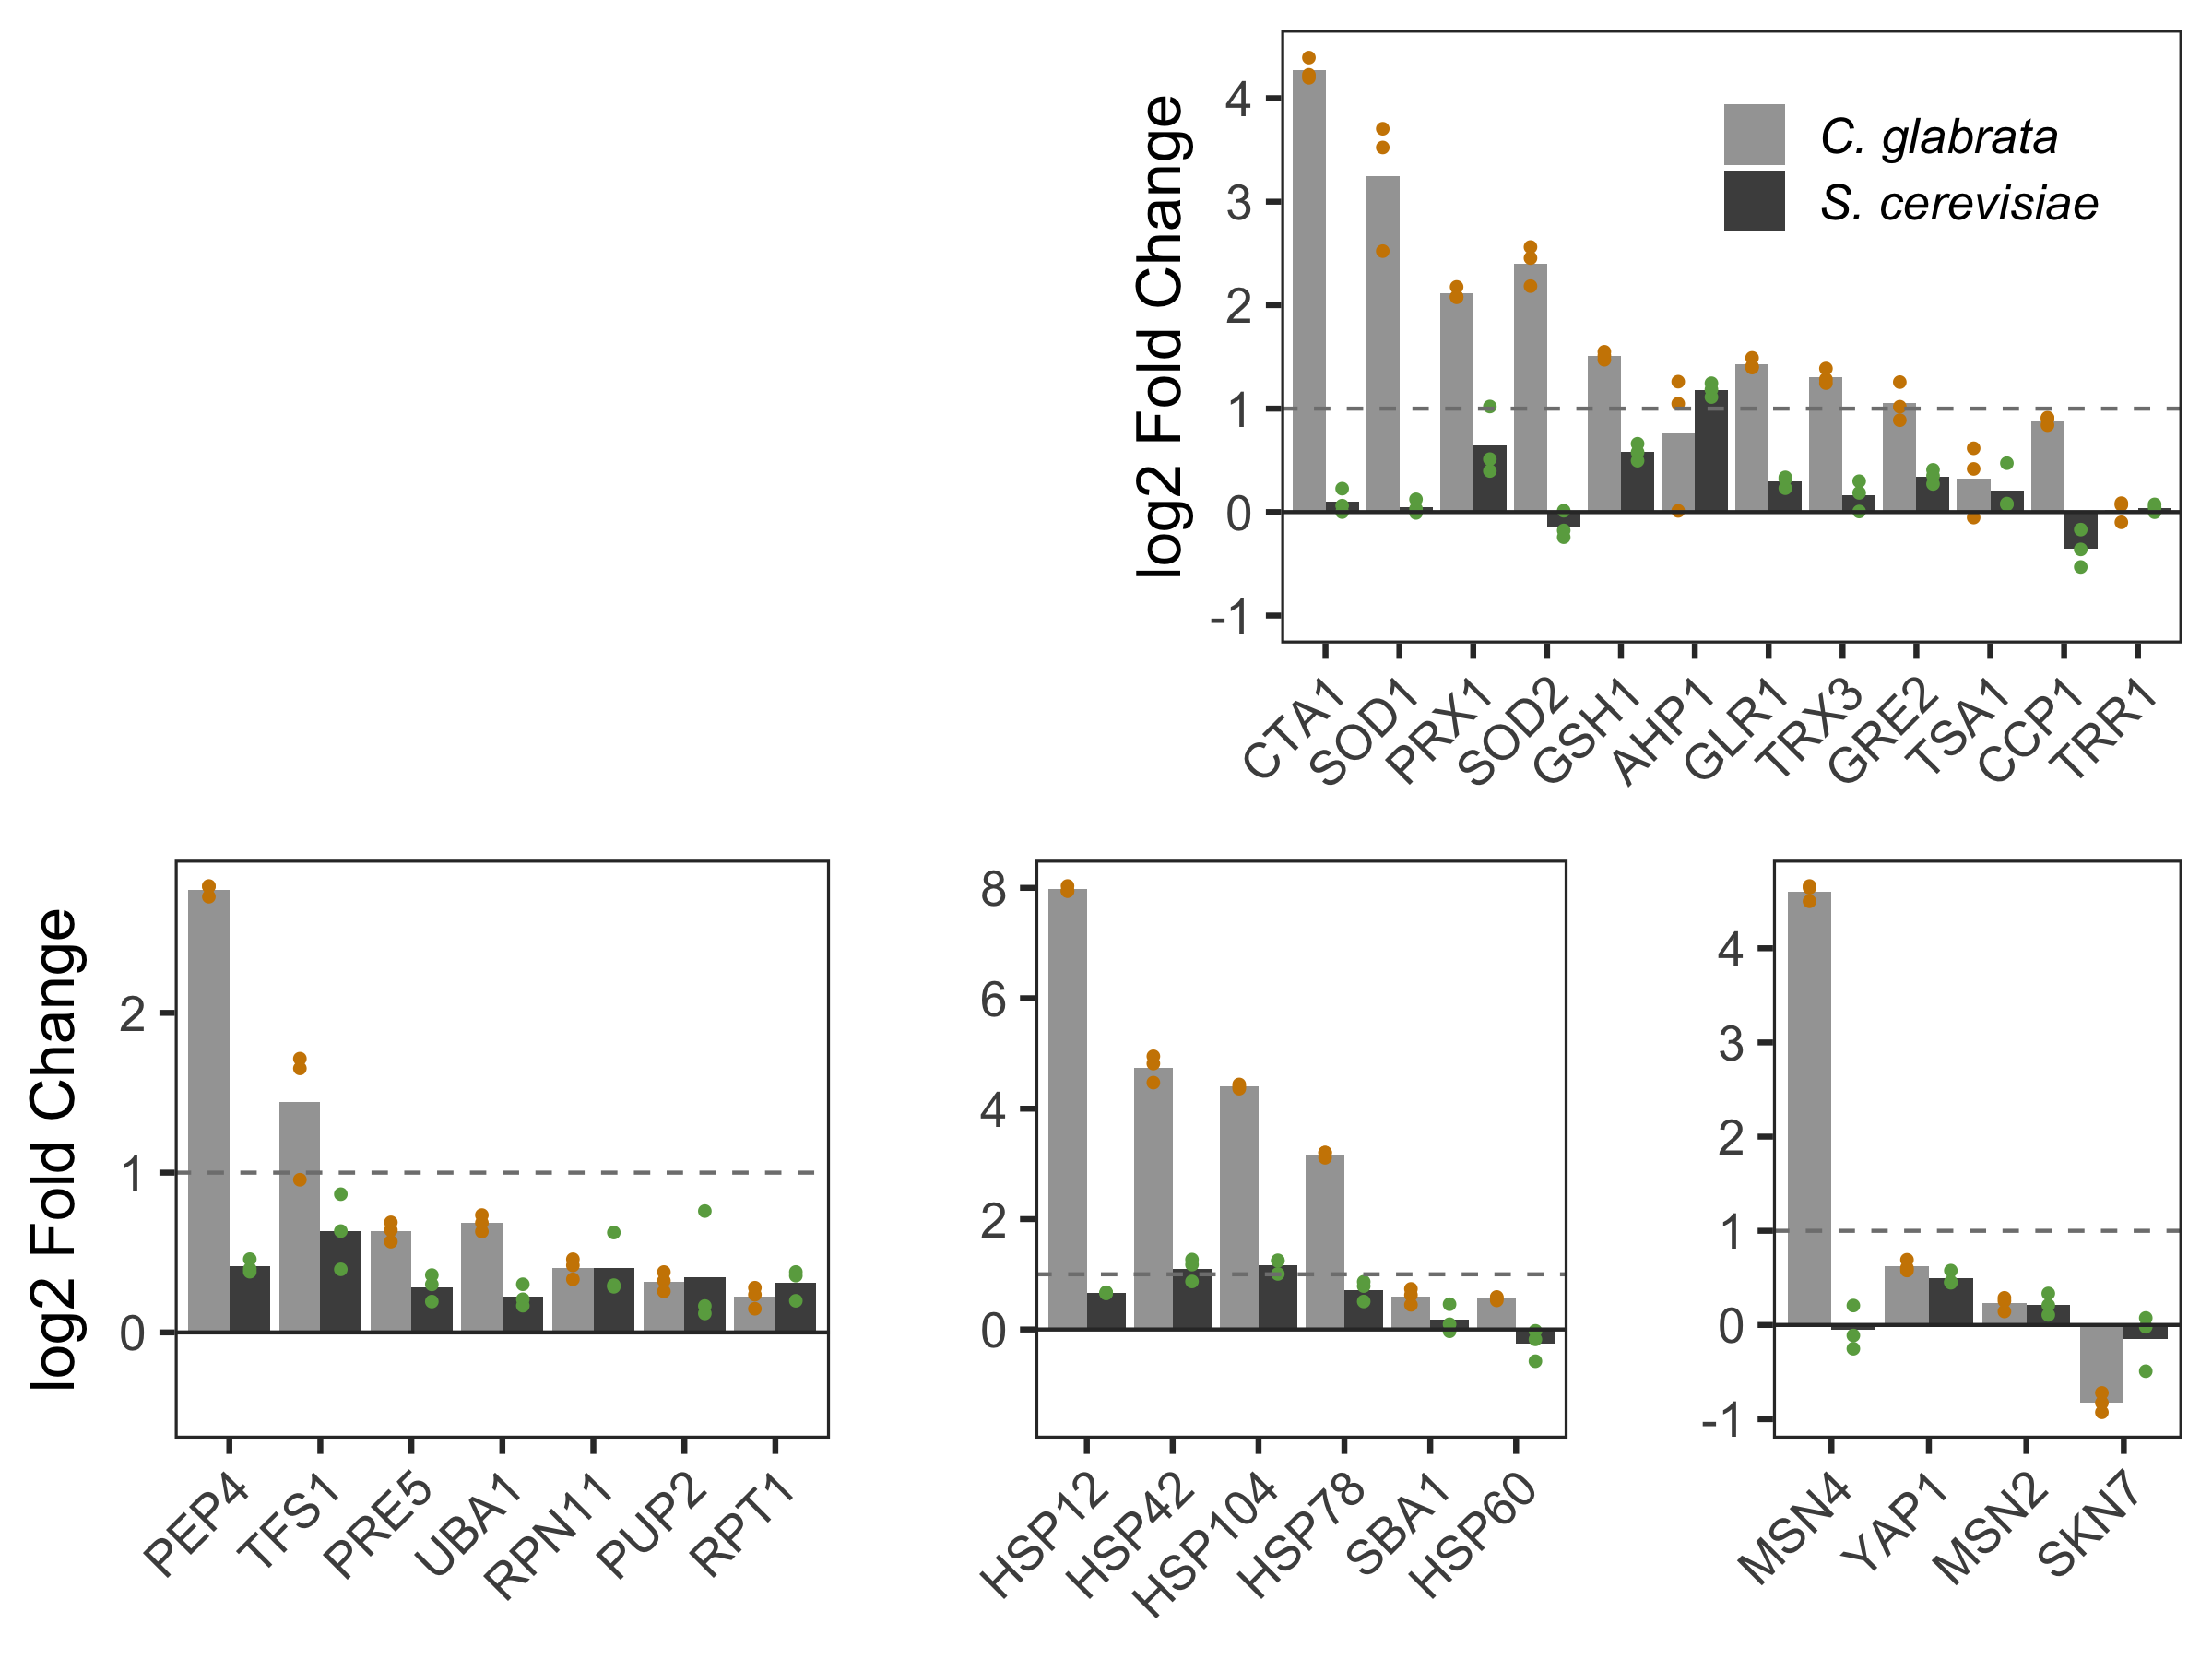 log2 Fold Change
4
3
2
1
0
-1
C. glabrata
S. cerevisiae
CTA1
SOD1
PRX1
SOD2
GSH1
AHP1
GLR1
TRX3
GRE2
TSA1
CCP1
TRR1
log2 Fold Change
2
1
0
PEP4
TFS1
PRE5
UBA1
RPN11
PUP2
RPT1
8
6
4
2
0
HSP12
HSP42
HSP104
HSP78
SBA1
HSP60
4
3
2
1
0
-1
MSN4
YAP1
MSN2
SKN7